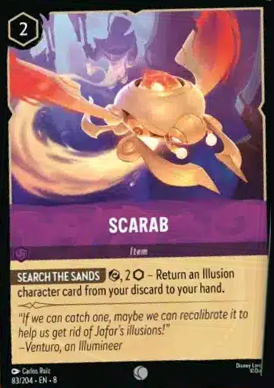 2
SCARAB
Item
SEARCH THE SANDS , 2 – Return an Illusion
character card from your discard to your hand.
"If we can catch one, maybe we can recalibrate it to
help us get rid of Jafar's illusions!"
–Venturo, an Illumineer
Carlos Ruiz
83/204 • EN • 8
Disney